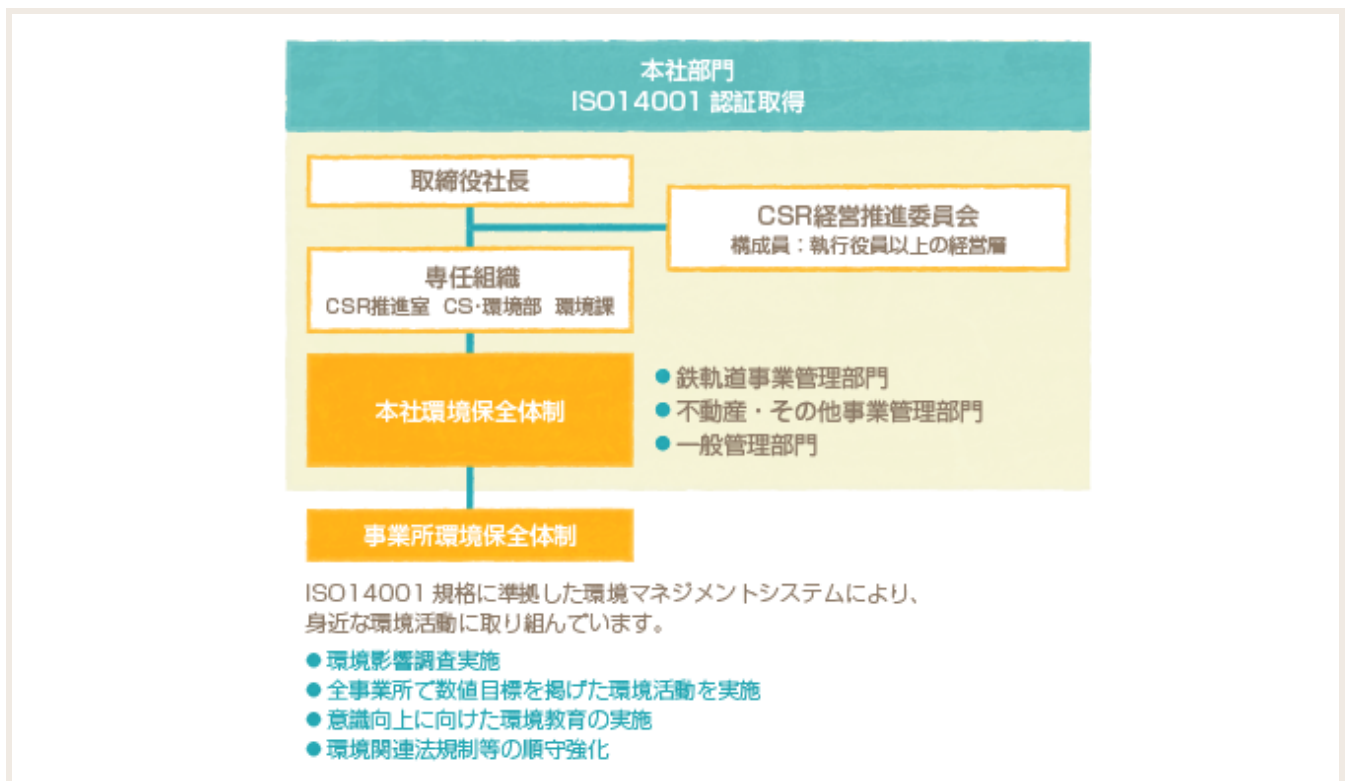 本社部門
ISO14001 認証取得
取締役社長
CSR経営推進委員会
構成員：執行役員以上の経営層
専任組織
CSR推進室 CS・環境部 環境課
本社環境保全体制
●鉄軌道事業管理部門
●不動産・その他事業管理部門
●一般管理部門
事業所環境保全体制
ISO14001 規格に準拠した環境マネジメントシステムにより、
身近な環境活動に取り組んでいます。
●環境影響調査実施
●全事業所で数値目標を掲げた環境活動を実施
●意識向上に向けた環境教育の実施
●環境関連法規制等の順守強化